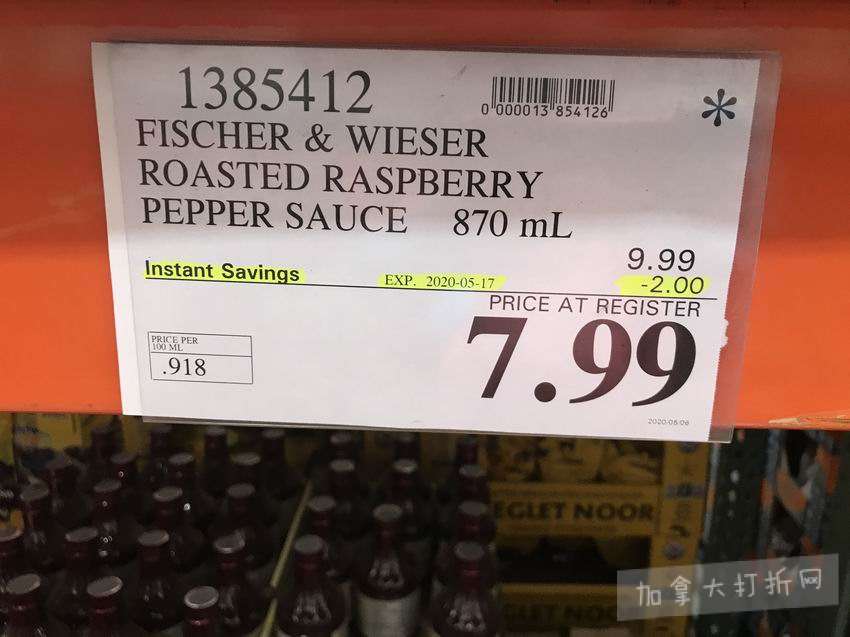 1385412
0 000013 854126
*
FISCHER & WIESER
ROASTED RASPBERRY
PEPPER SAUCE 870 mL
9.99
Instant Savings EXP. 2020-05-17 -2.00
PRICE AT REGISTER
7.99
PRICE PER
100 ML
.918
2020/05/06
EGLET NOOR
EGLET NOOR
加拿大打折网